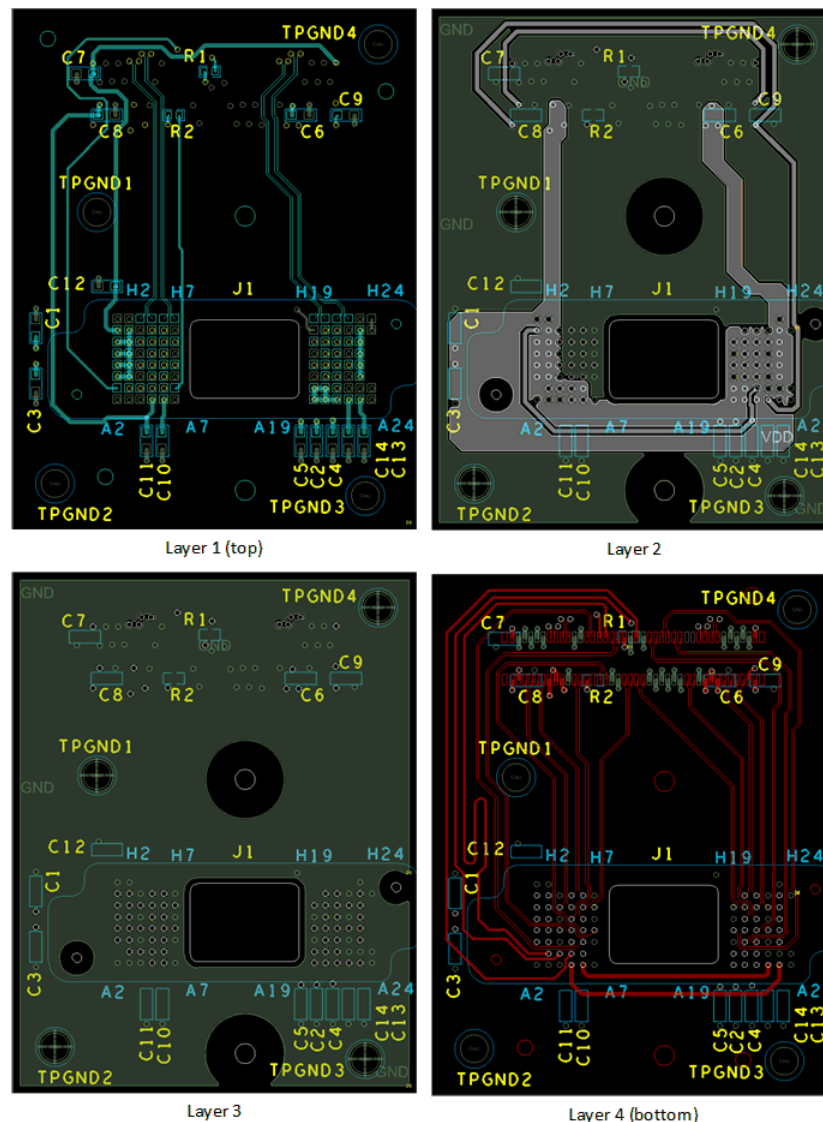 TPGND4
C7
R1
C9
C8
R2
C6
TPGND1
C12
H2
H7
J1
H19
H24
C1
C3
A2
A7
A19
A24
C11
C10
C5
C2
C4
C14
C13
TPGND2
TPGND3
Layer 1 (top)
GND
TPGND4
C7
R1
GND
C9
C8
R2
C6
TPGND1
GND
C12
H2
H7
J1
H19
H24
C1
C3
A2
A7
A19
A2
VDD
C11
C10
C5
C2
C4
C14
C13
TPGND2
TPGND3
GND
Layer 2
GND
TPGND4
C7
R1
GND
C8
R2
C6
C9
TPGND1
GND
C12
H2
H7
J1
H19
H24
C1
C3
A2
A7
A19
A24
C11
C10
C5
C2
C4
C14
C13
TPGND2
TPGND3
GND
Layer 3
TPGND4
C7
R1
C9
C8
R2
C6
TPGND1
C12
H2
H7
J1
H19
H24
C1
C3
A2
A7
A19
A2
C11
C10
C5
C2
C4
C14
C13
TPGND2
TPGND3
Layer 4 (bottom)